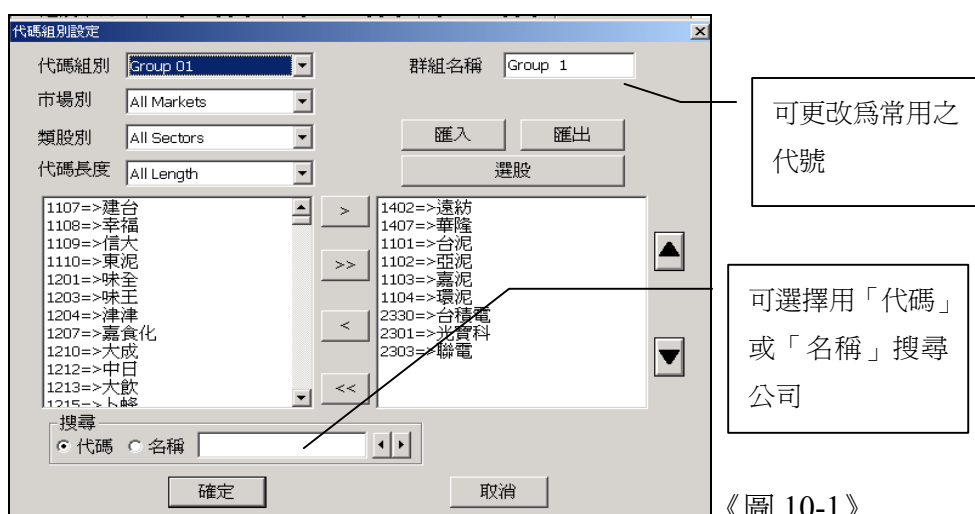 代碼組別設定
代碼組別 Group 01 群組名稱 Group 1
市場別 All Markets
類股別 All Sectors 匯入 匯出
代碼長度 All Length 選股
1107=>建台
1108=>幸福
1109=>信大
1110=>東泥
1201=>味全
1203=>味王
1204=>津津
1207=>嘉食化
1210=>大成
1212=>中日
1213=>大飲
1215=>卜蜂
>
>>
<
<<
1402=>遠紡
1407=>華隆
1101=>台泥
1102=>亞泥
1103=>嘉泥
1104=>環泥
2330=>台積電
2301=>光寶科
2303=>聯電
搜尋
代碼 名稱
確定 取消
可更改爲常用之
代號
可選擇用「代碼」
或「名稱」搜尋
公司
《圖 10-1》